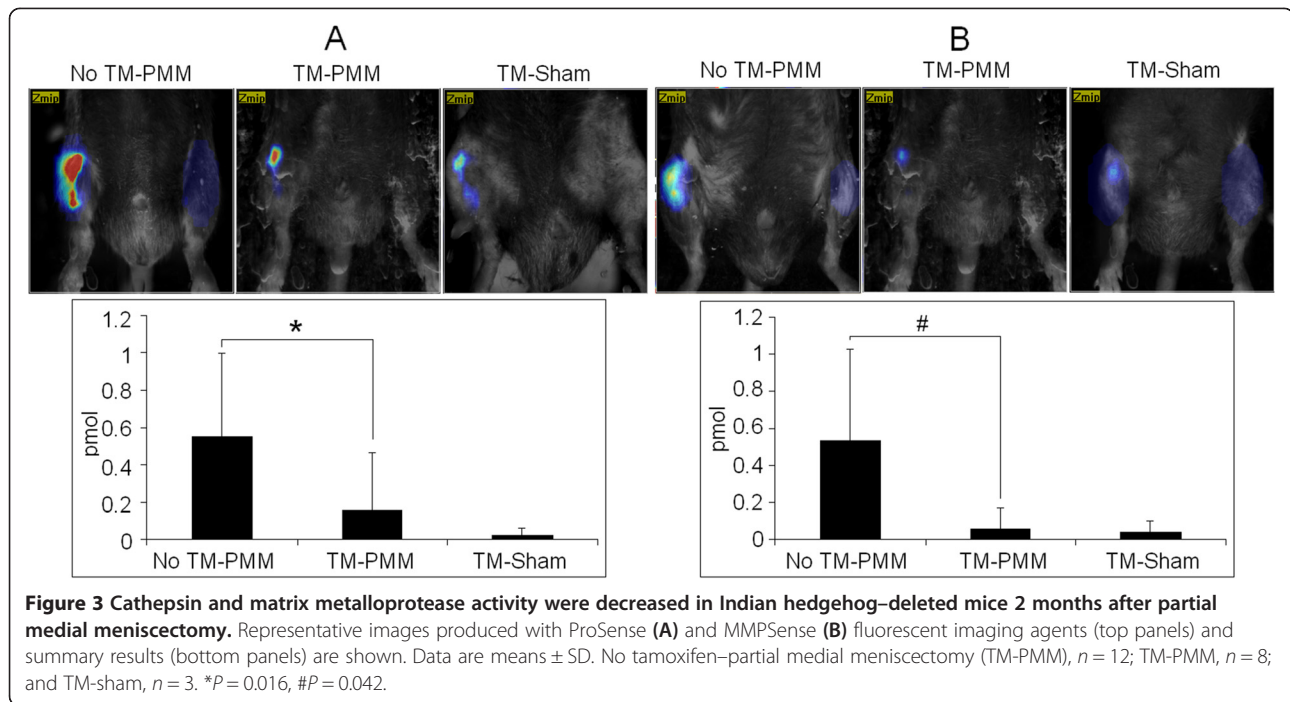 A
B
No TM-PMM TM-PMM TM-Sham No TM-PMM TM-PMM TM-Sham
Zmip Zmip Zmip Zmip Zmip Zmip
1.2
1
0.8
0.6
0.4
0.2
0
pmol
*
No TM-PMM TM-PMM TM-Sham
1.2
1
0.8
0.6
0.4
0.2
0
pmol
#
No TM-PMM TM-PMM TM-Sham
Figure 3 Cathepsin and matrix metalloprotease activity were decreased in Indian hedgehog–deleted mice 2 months after partial
medial meniscectomy. Representative images produced with ProSense (A) and MMPSense (B) fluorescent imaging agents (top panels) and
summary results (bottom panels) are shown. Data are means ± SD. No tamoxifen–partial medial meniscectomy (TM-PMM), n = 12; TM-PMM, n = 8;
and TM-sham, n = 3. *P = 0.016, #P = 0.042.